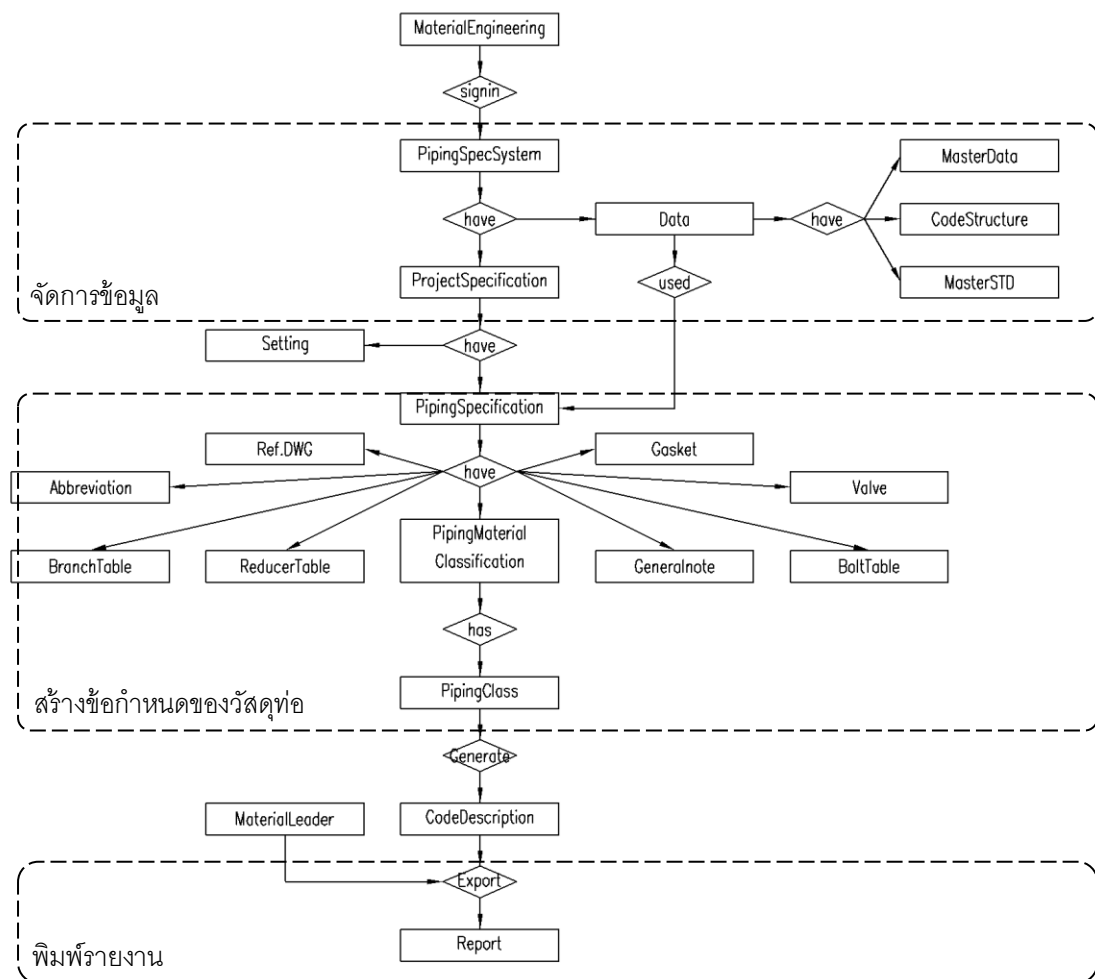 MaterialEngineering
signin
PipingSpecSystem
MasterData
have
Data
have
CodeStructure
ProjectSpecification
used
MasterSTD
จัดการข้อมูล
Setting
have
PipingSpecification
Ref.DWG
Gasket
have
Abbreviation
Valve
PipingMaterial
Classification
BranchTable
ReducerTable
Generalnote
BoltTable
has
PipingClass
สร้างข้อกำหนดของวัสดุท่อ
Generate
MaterialLeader
CodeDescription
Export
Report
พิมพ์รายงาน